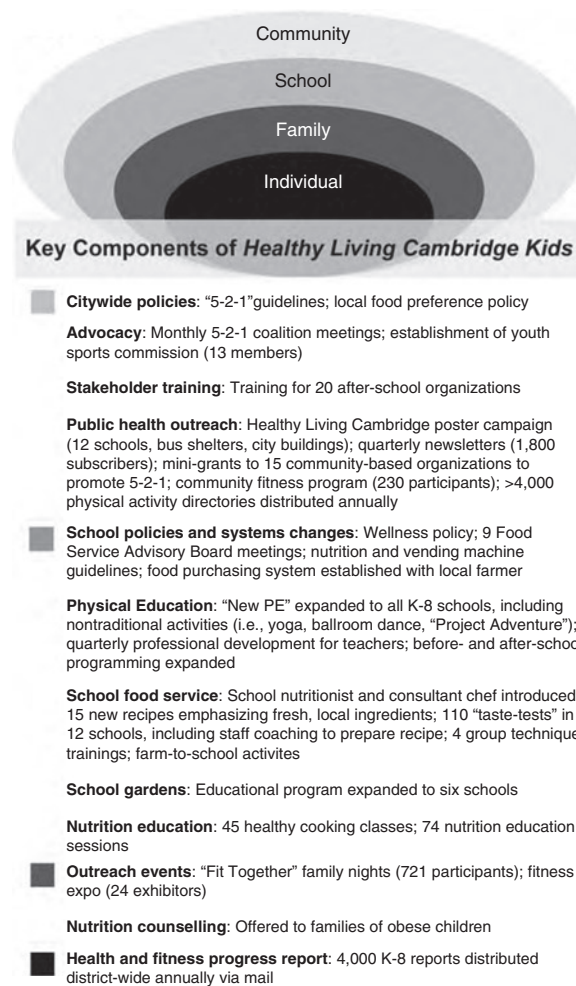 Community
School
Family
Individual
Key Components of Healthy Living Cambridge Kids
Citywide policies: “5-2-1”guidelines; local food preference policy
Advocacy: Monthly 5-2-1 coalition meetings; establishment of youth
sports commission (13 members)
Stakeholder training: Training for 20 after-school organizations
Public health outreach: Healthy Living Cambridge poster campaign
(12 schools, bus shelters, city buildings); quarterly newsletters (1,800
subscribers); mini-grants to 15 community-based organizations to
promote 5-2-1; community fitness program (230 participants); >4,000
physical activity directories distributed annually
School policies and systems changes: Wellness policy; 9 Food
Service Advisory Board meetings; nutrition and vending machine
guidelines; food purchasing system established with local farmer
Physical Education: “New PE” expanded to all K-8 schools, including
nontraditional activities (i.e., yoga, ballroom dance, “Project Adventure”);
quarterly professional development for teachers; before- and after-schoo
programming expanded
School food service: School nutritionist and consultant chef introduced
15 new recipes emphasizing fresh, local ingredients; 110 “taste-tests” in
12 schools, including staff coaching to prepare recipe; 4 group technique
trainings; farm-to-school activites
School gardens: Educational program expanded to six schools
Nutrition education: 45 healthy cooking classes; 74 nutrition education
sessions
Outreach events: “Fit Together” family nights (721 participants); fitness
expo (24 exhibitors)
Nutrition counselling: Offered to families of obese children
Health and fitness progress report: 4,000 K-8 reports distributed
district-wide annually via mail